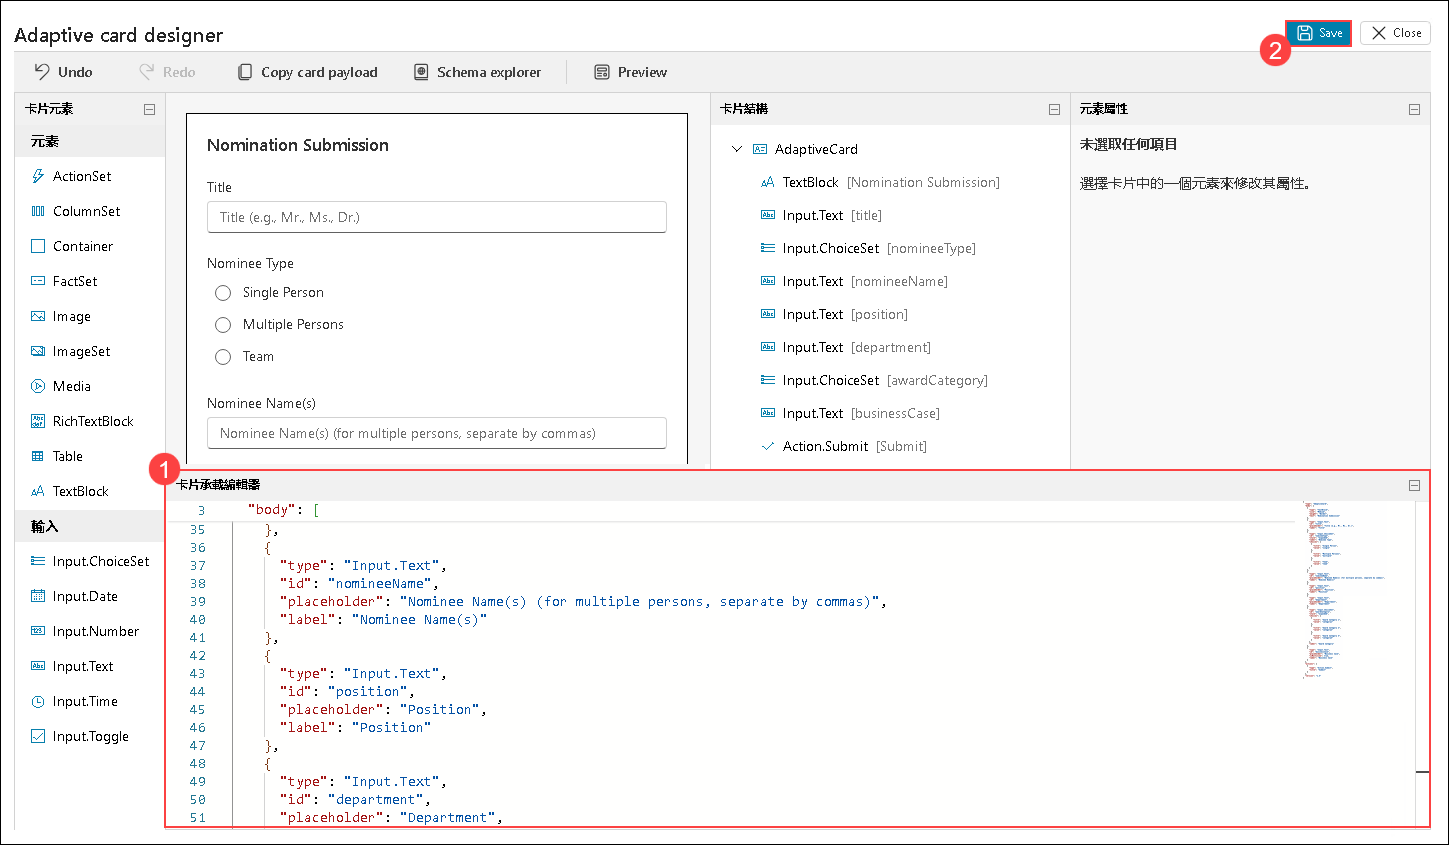 Adaptive card designer
2
Save
Close
Undo
Redo
Copy card payload
Schema explorer
Preview
卡片元素
元素
ActionSet
ColumnSet
Container
FactSet
Image
ImageSet
Media
RichTextBlock
Table
TextBlock
輸入
Input.ChoiceSet
Input.Date
Input.Number
Input.Text
Input.Time
Input.Toggle
Nomination Submission
Title
Title (e.g., Mr., Ms., Dr.)
Nominee Type
Single Person
Multiple Persons
Team
Nominee Name(s)
Nominee Name(s) (for multiple persons, separate by commas)
卡片結構
AdaptiveCard
TextBlock [Nomination Submission]
Input.Text [title]
Input.ChoiceSet [nomineeType]
Input.Text [nomineeName]
Input.Text [position]
Input.Text [department]
Input.ChoiceSet [awardCategory]
Input.Text [businessCase]
Action.Submit [Submit]
元素屬性
未選取任何項目
選擇卡片中的一個元素來修改其屬性。
1
卡片承載編輯器
3 "body": [
35 },
36 {
37 "type": "Input.Text",
38 "id": "nomineeName",
39 "placeholder": "Nominee Name(s) (for multiple persons, separate by commas)",
40 "label": "Nominee Name(s)"
41 },
42 {
43 "type": "Input.Text",
44 "id": "position",
45 "placeholder": "Position",
46 "label": "Position"
47 },
48 {
49 "type": "Input.Text",
50 "id": "department",
51 "placeholder": "Department",